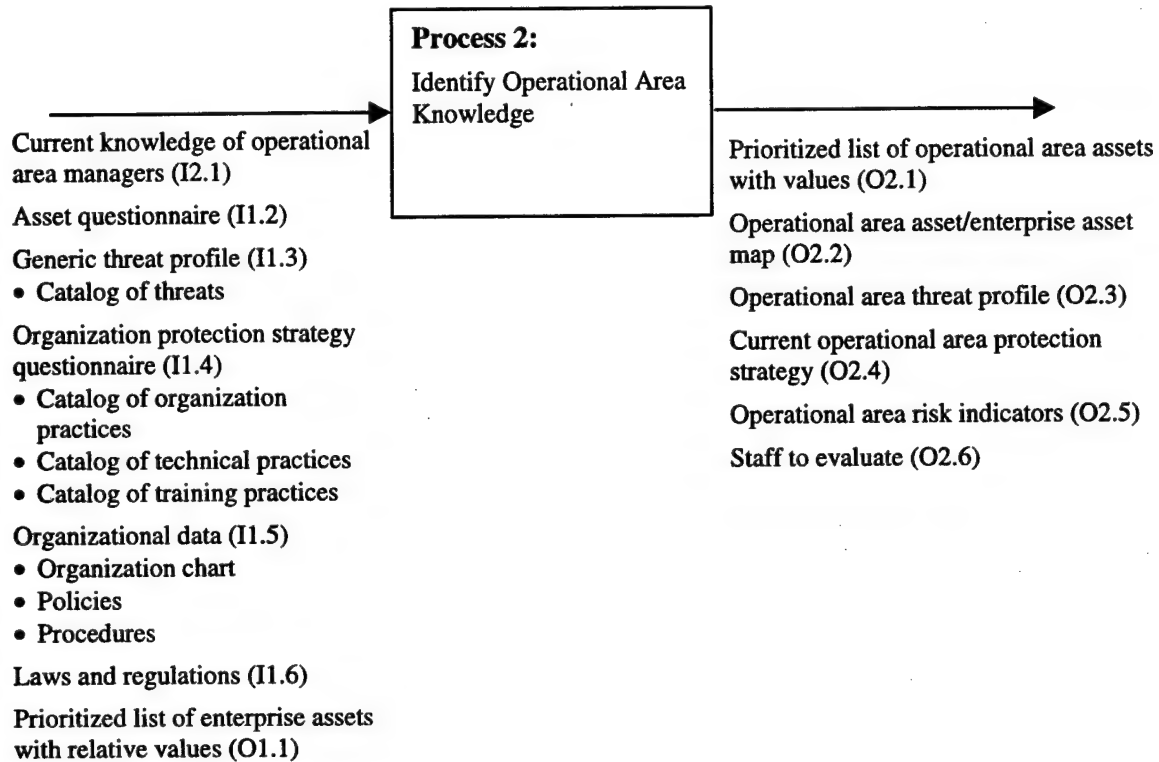 Process 2:
Identify Operational Area
Knowledge
Current knowledge of operational
area managers (I2.1)
Asset questionnaire (I1.2)
Generic threat profile (I1.3)
• Catalog of threats
Organization protection strategy
questionnaire (I1.4)
• Catalog of organization
practices
• Catalog of technical practices
• Catalog of training practices
Organizational data (I1.5)
• Organization chart
• Policies
• Procedures
Laws and regulations (I1.6)
Prioritized list of enterprise assets
with relative values (O1.1)
Prioritized list of operational area assets
with values (O2.1)
Operational area asset/enterprise asset
map (O2.2)
Operational area threat profile (O2.3)
Current operational area protection
strategy (O2.4)
Operational area risk indicators (O2.5)
Staff to evaluate (O2.6)